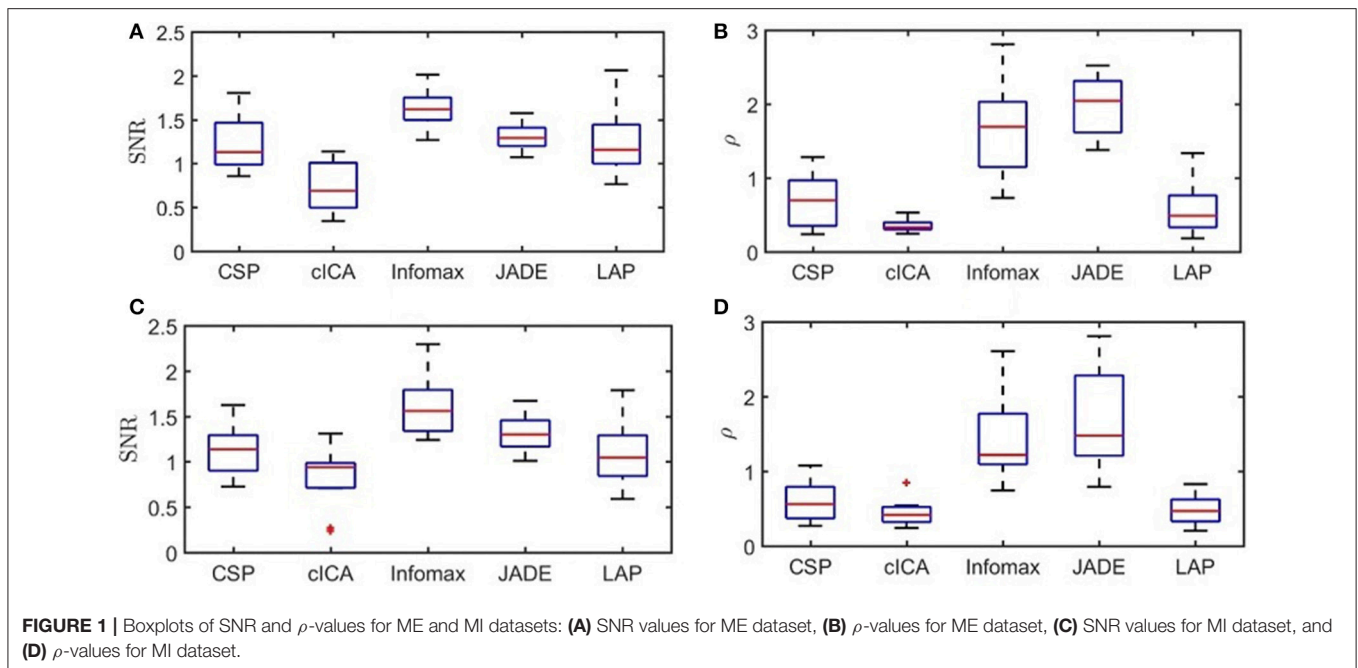 A
SNR
2.5
2
1.5
1
0.5
0
CSP cICA Infomax JADE LAP
B
ρ
3
2
1
0
CSP cICA Infomax JADE LAP
C
SNR
2.5
2
1.5
1
0.5
0
CSP cICA Infomax JADE LAP
D
ρ
3
2
1
0
CSP cICA Infomax JADE LAP
FIGURE 1 | Boxplots of SNR and ρ-values for ME and MI datasets: (A) SNR values for ME dataset, (B) ρ-values for ME dataset, (C) SNR values for MI dataset, and
(D) ρ-values for MI dataset.